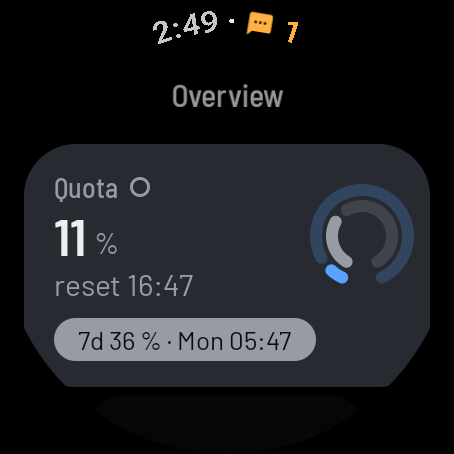 2:49 · 7
Overview
Quota
11 %
reset 16:47
7d 36 % · Mon 05:47